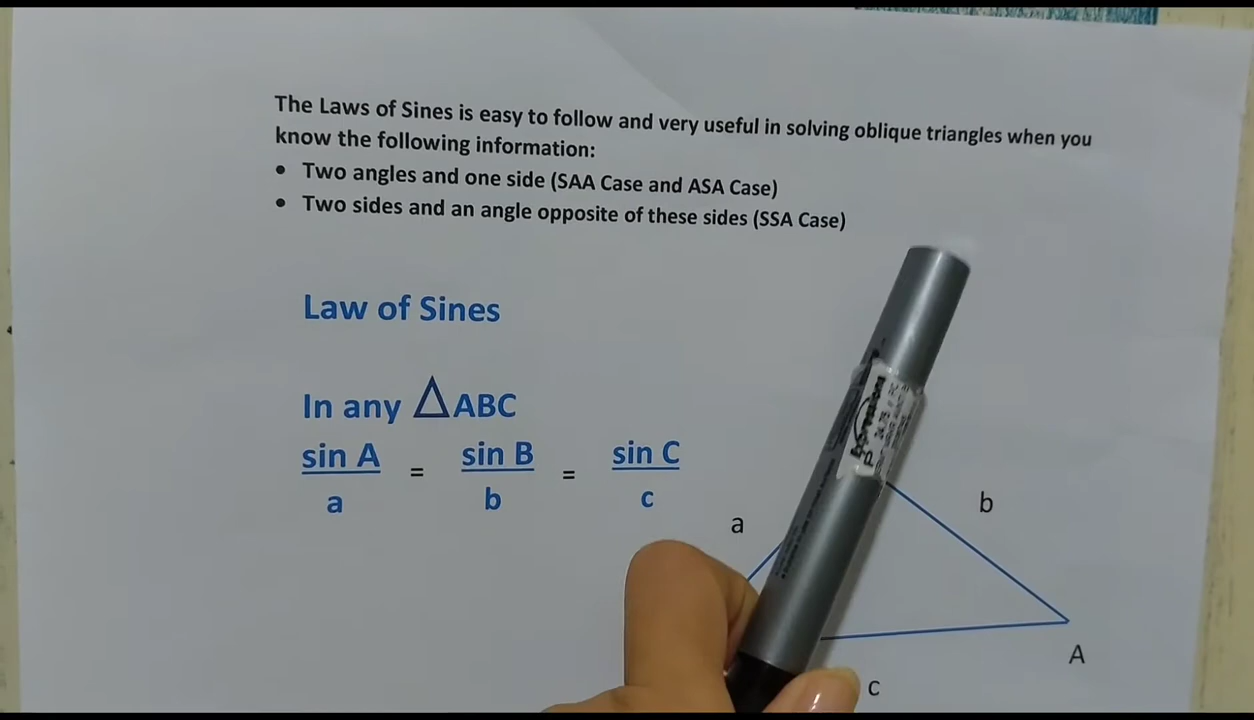 The Laws of Sines is easy to follow and very useful in solving oblique triangles when you
know the following information:
• Two angles and one side (SAA Case and ASA Case)
• Two sides and an angle opposite of these sides (SSA Case)
Law of Sines
In any △ABC
sin A = sin B = sin C
a b c
a
b
A
c